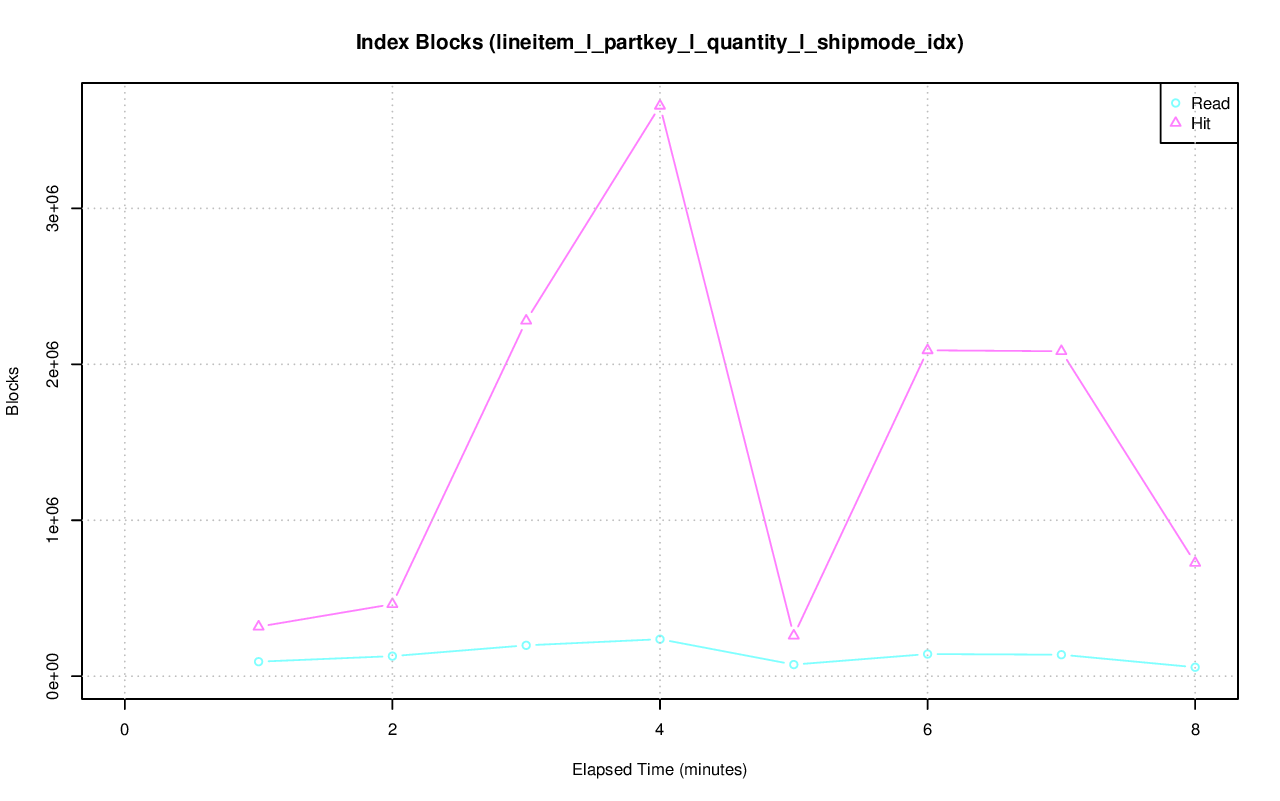 Index Blocks (lineitem_l_partkey_l_quantity_l_shipmode_idx)
Read
Hit
Blocks
3e+06
2e+06
1e+06
0e+00
0 2 4 6 8
Elapsed Time (minutes)